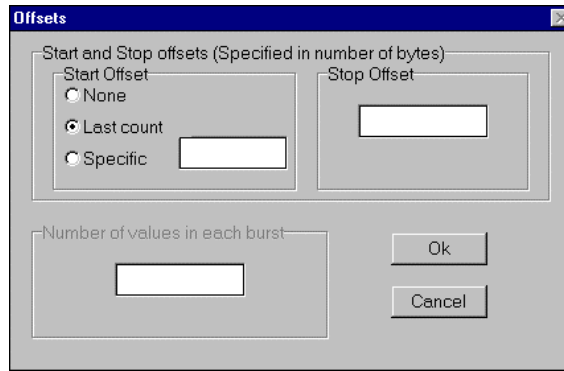 Offsets
Start and Stop offsets (Specified in number of bytes)
Start Offset
None
Last count
Specific
Stop Offset
Number of values in each burst
Ok
Cancel